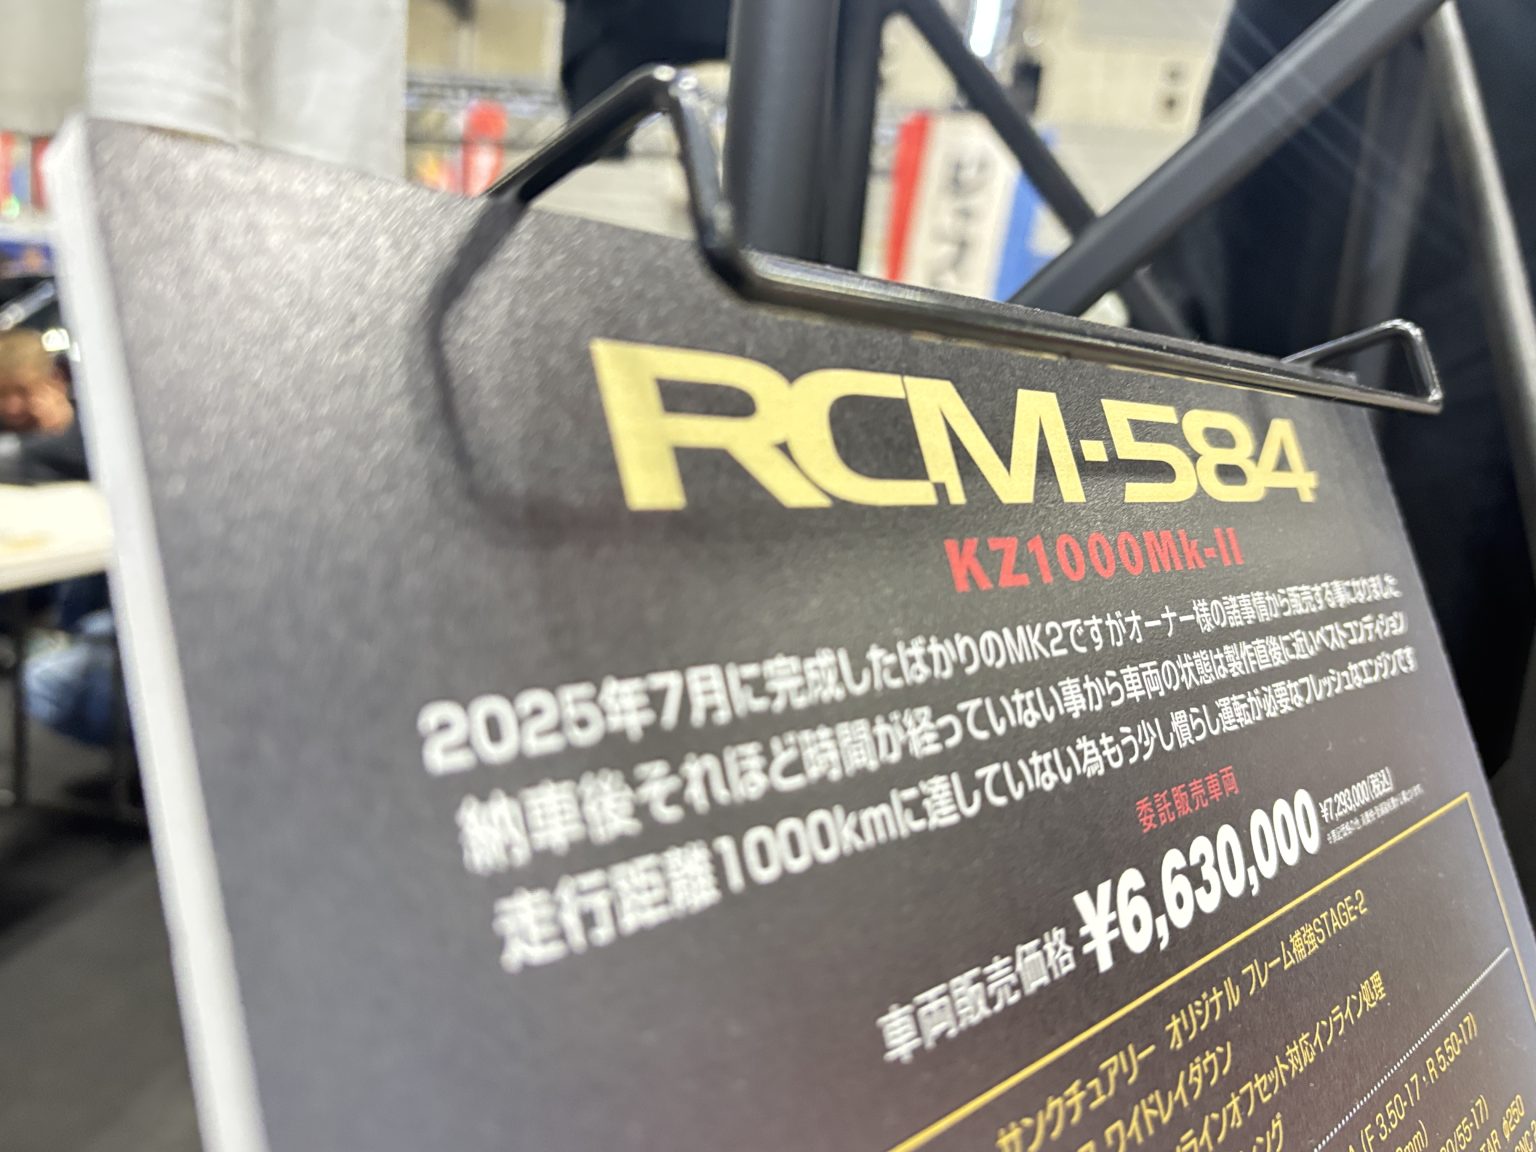 RCM-584
KZ1000Mk-II
2025年7月に完成したばかりのMK2ですがオーナー様の諸事情から販売する事になりました
納車後それほど時間が経っていない事から車両の状態は製作直後に近いベストコンディション
走行距離1000kmに達していない為もう少し慣らし運転が必要なフレッシュなエンジンです
委託販売車両
車両販売価格 ¥6,630,000 ¥7,293,000(税込)
サンクチュアリー オリジナル フレーム補強STAGE-2
ワイドレイダウン
ラインオフセット対応インライン処理
(F 3.50-17・R 5.50-17)